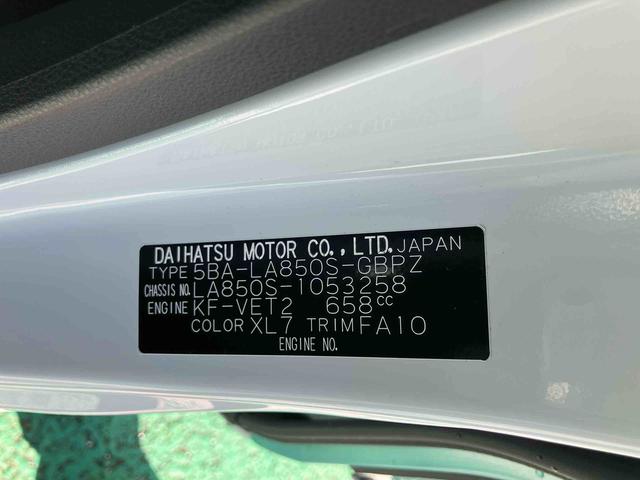 DAIHATSU MOTOR CO.,LTD. JAPAN
TYPE 5BA-LA850S-GBPZ
CHASSIS NO. LA850S-1053258
ENGINE KF-VET2 658cc
COLOR XL7 TRIM FA10
ENGINE NO.